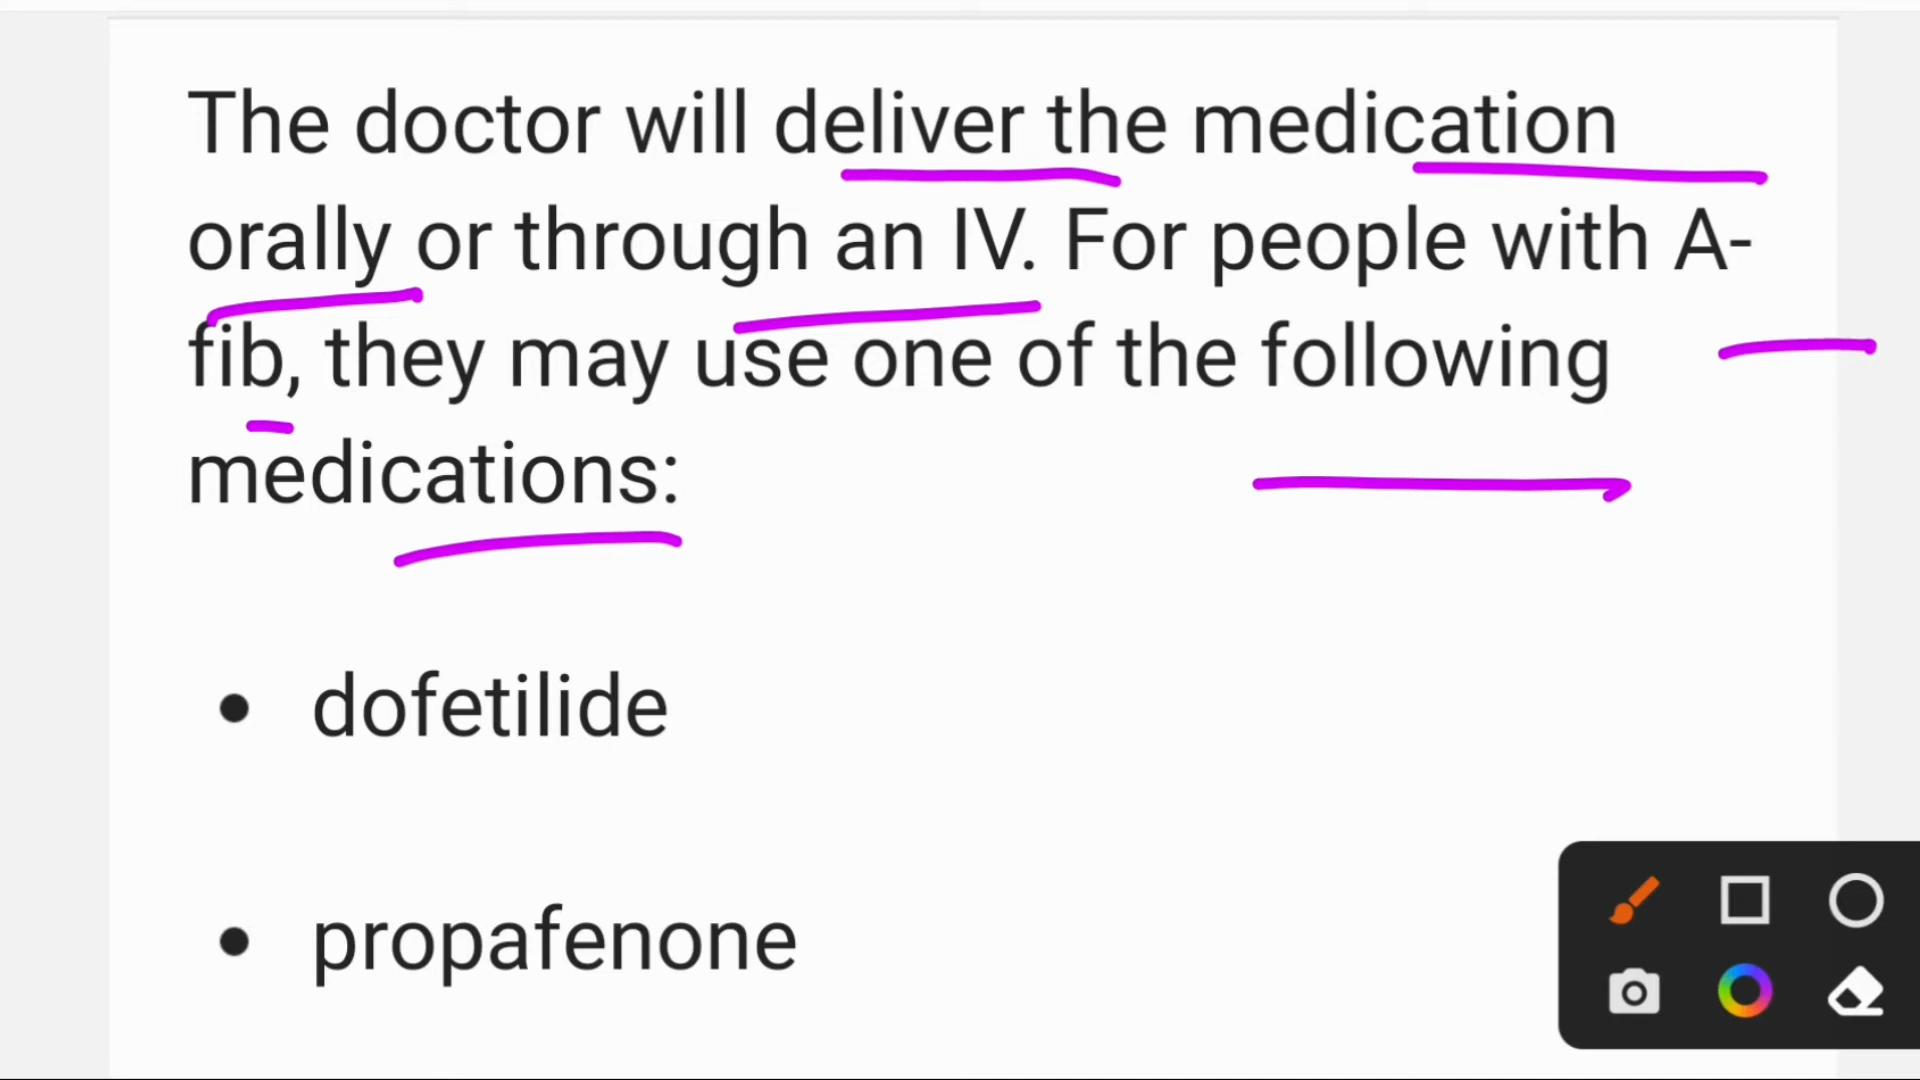 The doctor will deliver the medication
orally or through an IV. For people with A-
fib, they may use one of the following
medications:
• dofetilide
• propafenone